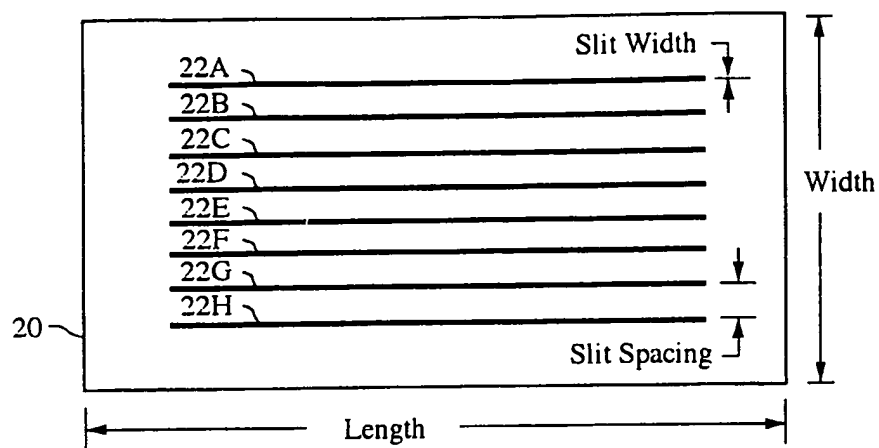 Slit Width
22A
22B
22C
22D
Width
22E
22F
22G
22H
20
Slit Spacing
Length